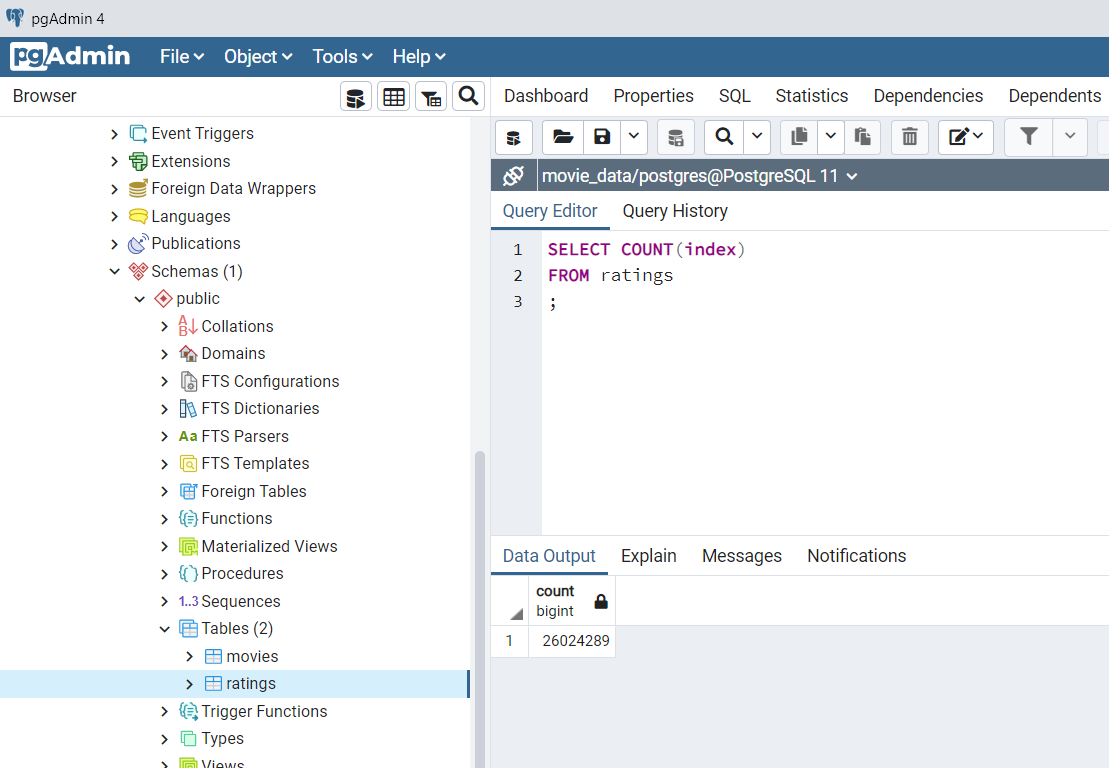 pgAdmin 4
pgAdmin File Object Tools Help
Browser
Dashboard Properties SQL Statistics Dependencies Dependents
Event Triggers
Extensions
Foreign Data Wrappers
Languages
Publications
Schemas (1)
public
Collations
Domains
FTS Configurations
FTS Dictionaries
Aa FTS Parsers
FTS Templates
Foreign Tables
Functions
Materialized Views
Procedures
1..3 Sequences
Tables (2)
movies
ratings
Trigger Functions
Types
Views
movie_data/postgres@PostgreSQL 11
Query Editor Query History
1 SELECT COUNT(index)
2 FROM ratings
3 ;
Data Output Explain Messages Notifications
count
bigint
1 26024289